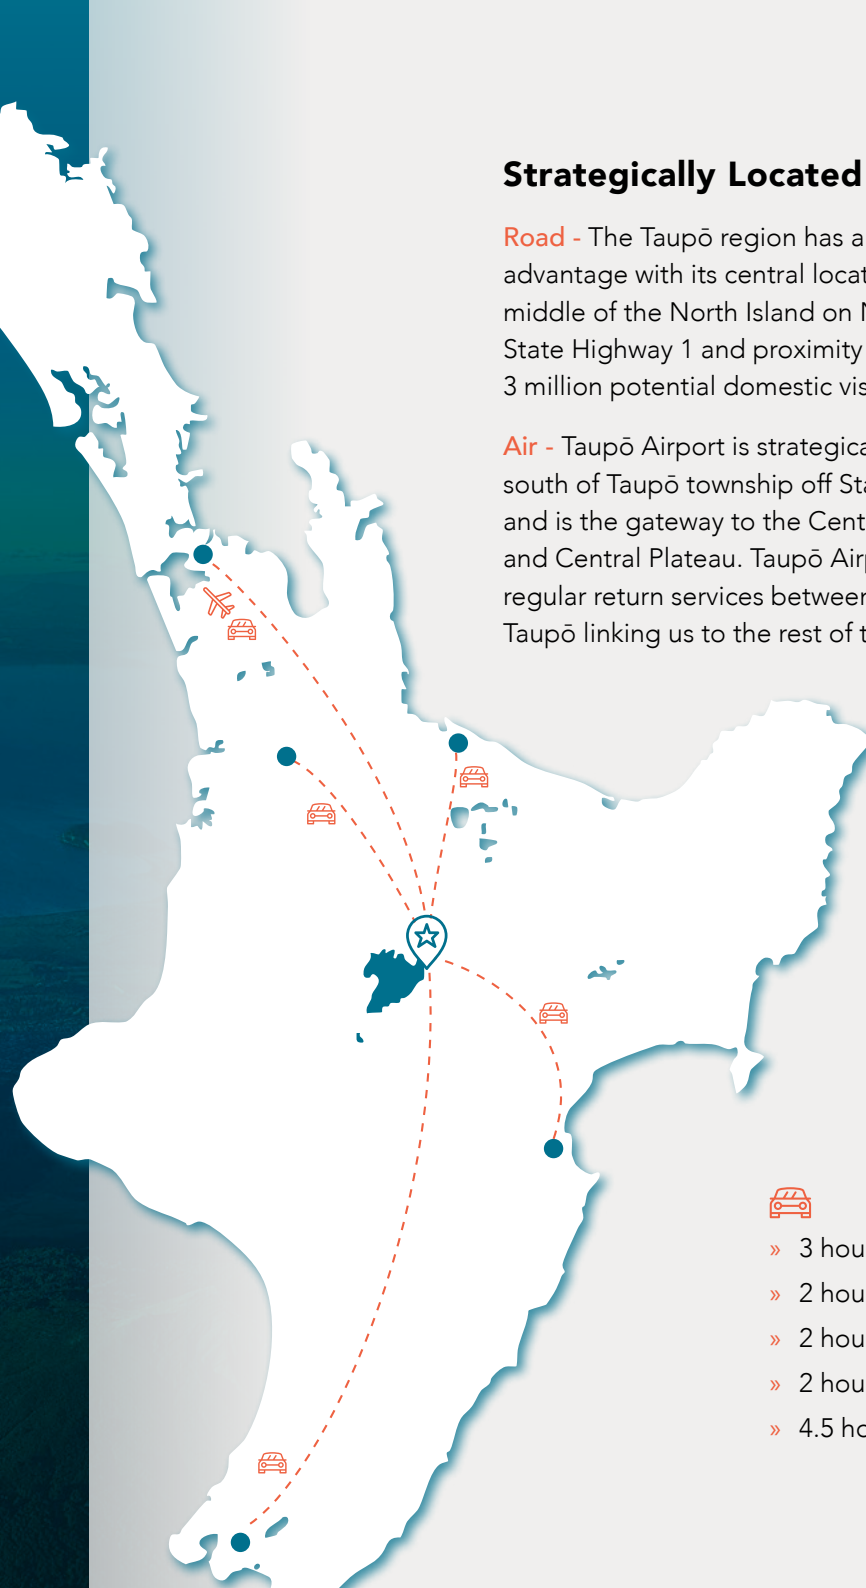 Strategically Located
Road - The Taupō region has a
advantage with its central locat
middle of the North Island on
State Highway 1 and proximity
3 million potential domestic vis
Air - Taupō Airport is strategica
south of Taupō township off Sta
and is the gateway to the Cent
and Central Plateau. Taupō Air
regular return services between
Taupō linking us to the rest of t
» 3 hou
» 2 hou
» 2 hou
» 2 hou
» 4.5 ho